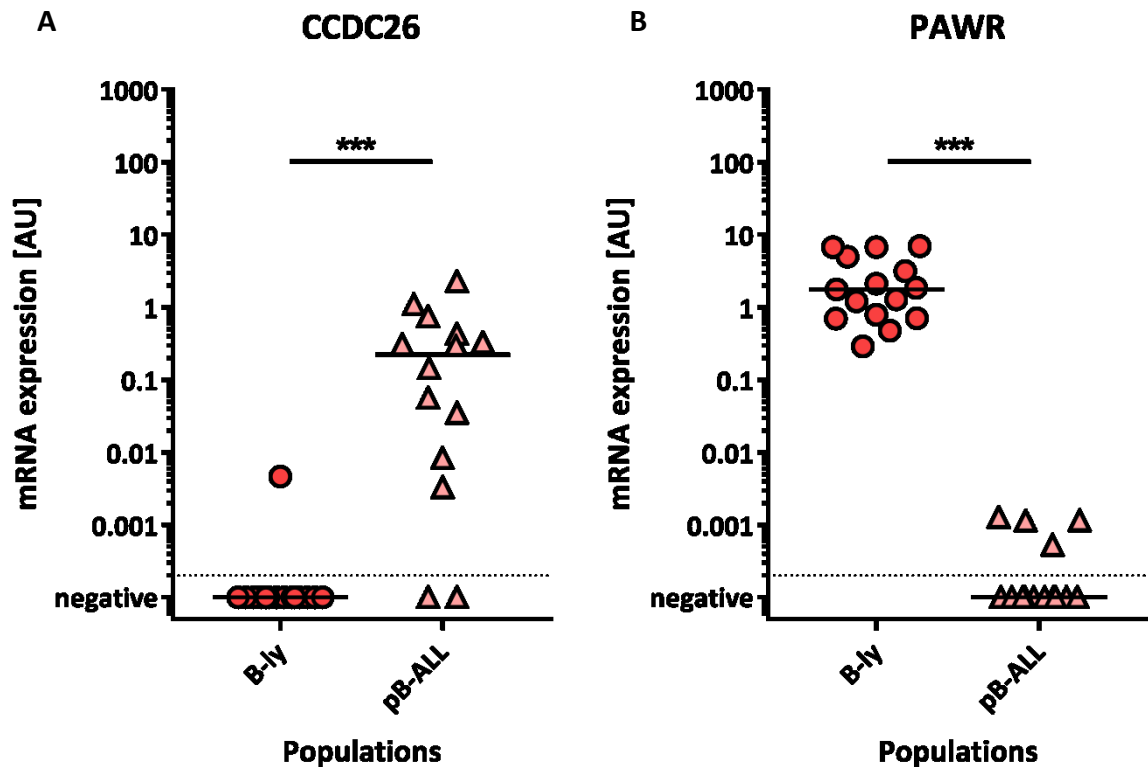 A
CCDC26
mRNA expression [AU]
1000
100
10
1
0.1
0.01
0.001
negative
***
B-ly
pB-ALL
Populations
B
PAWR
mRNA expression [AU]
1000
100
10
1
0.1
0.01
0.001
negative
***
B-ly
pB-ALL
Populations